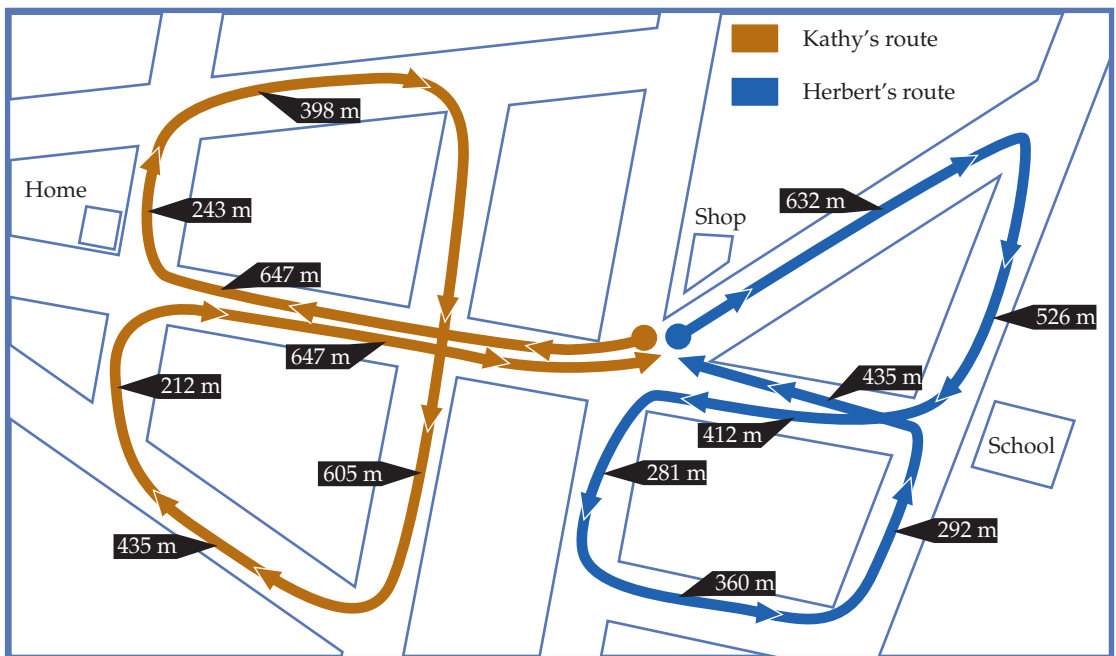 Kathy's route
Herbert's route
398 m
Home
243 m
632 m
Shop
647 m
526 m
647 m
435 m
212 m
412 m
School
605 m
281 m
435 m
292 m
360 m